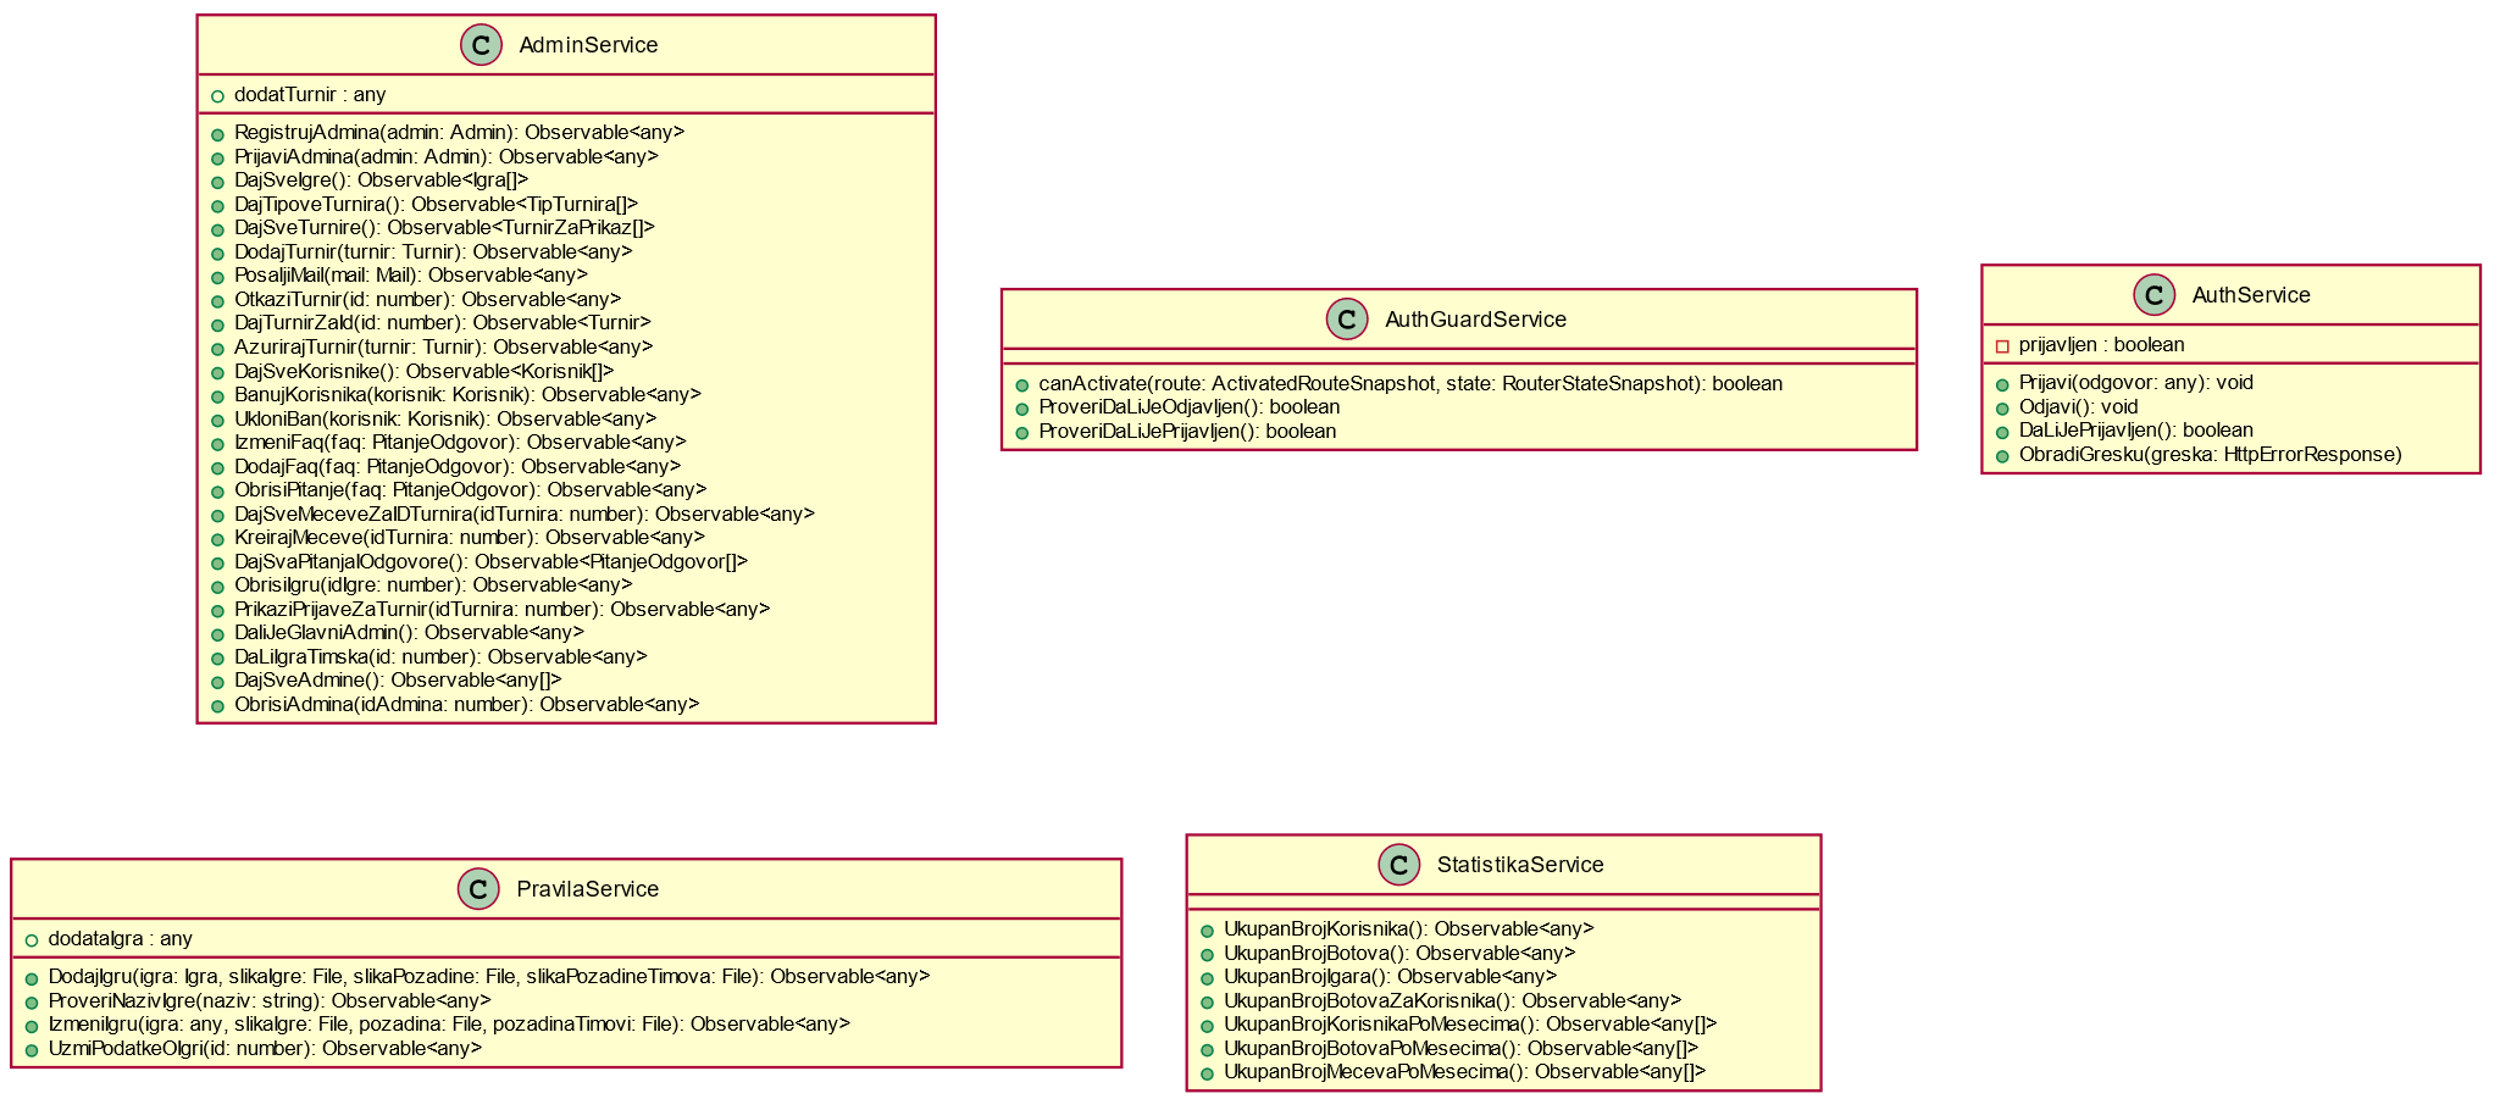 C AdminService
dodatTurnir : any
RegistrujAdmina(admin: Admin): Observable<any>
PrijaviAdmina(admin: Admin): Observable<any>
DajSveIgre(): Observable<Igra[]>
DajTipoveTurnira(): Observable<TipTurnira[]>
DajSveTurnire(): Observable<TurnirZaPrikaz[]>
DodajTurnir(turnir: Turnir): Observable<any>
PosaljiMail(mail: Mail): Observable<any>
OtkaziTurnir(id: number): Observable<any>
DajTurnirZaId(id: number): Observable<Turnir>
AzurirajTurnir(turnir: Turnir): Observable<any>
DajSveKorisnike(): Observable<Korisnik[]>
BanujKorisnika(korisnik: Korisnik): Observable<any>
UkloniBan(korisnik: Korisnik): Observable<any>
IzmeniFaq(faq: PitanjeOdgovor): Observable<any>
DodajFaq(faq: PitanjeOdgovor): Observable<any>
ObrisiPitanje(faq: PitanjeOdgovor): Observable<any>
DajSveMeceveZaIDTurnira(idTurnira: number): Observable<any>
KreirajMeceve(idTurnira: number): Observable<any>
DajSvaPitanjaIOdgovore(): Observable<PitanjeOdgovor[]>
ObrisiIgru(idIgre: number): Observable<any>
PrikaziPrijaveZaTurnir(idTurnira: number): Observable<any>
DaliJeGlavniAdmin(): Observable<any>
DaLiIgraTimska(id: number): Observable<any>
DajSveAdmine(): Observable<any[]>
ObrisiAdmina(idAdmina: number): Observable<any>
C AuthGuardService
canActivate(route: ActivatedRouteSnapshot, state: RouterStateSnapshot): boolean
ProveriDaLiJeOdjavljen(): boolean
ProveriDaLiJePrijavljen(): boolean
C AuthService
prijavljen : boolean
Prijavi(odgovor: any): void
Odjavi(): void
DaLiJePrijavljen(): boolean
ObradiGresku(greska: HttpErrorResponse)
C PravilaService
dodataIgra : any
DodajIgru(igra: Igra, slikaIgre: File, slikaPozadine: File, slikaPozadineTimova: File): Observable<any>
ProveriNazivIgre(naziv: string): Observable<any>
IzmeniIgru(igra: any, slikaIgre: File, pozadina: File, pozadinaTimovi: File): Observable<any>
UzmiPodatkeOIgri(id: number): Observable<any>
C StatistikaService
UkupanBrojKorisnika(): Observable<any>
UkupanBrojBotova(): Observable<any>
UkupanBrojIgara(): Observable<any>
UkupanBrojBotovaZaKorisnika(): Observable<any>
UkupanBrojKorisnikaPoMesecima(): Observable<any[]>
UkupanBrojBotovaPoMesecima(): Observable<any[]>
UkupanBrojMecevaPoMesecima(): Observable<any[]>